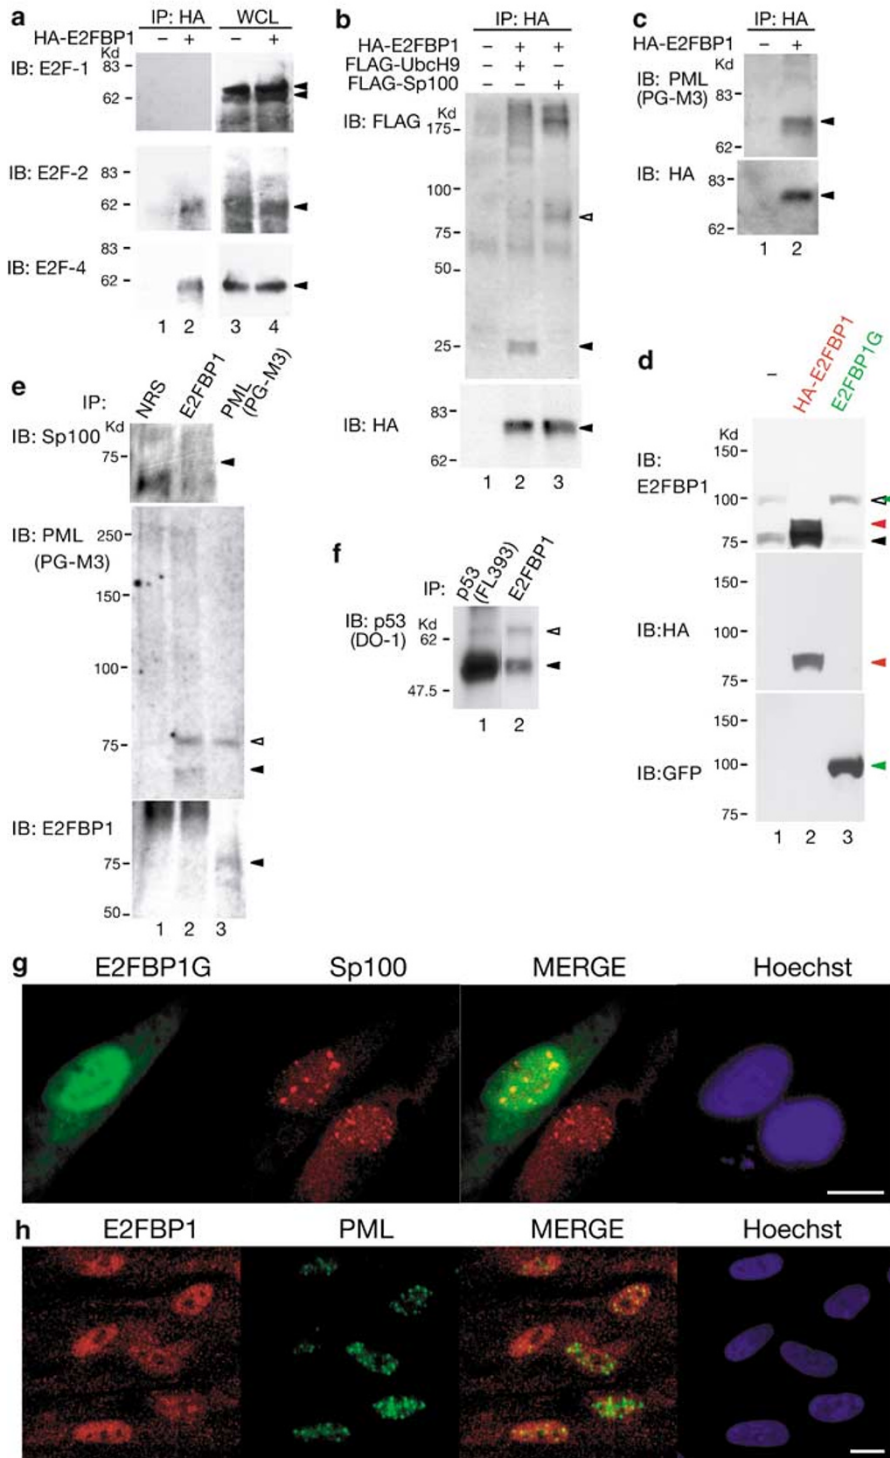 a
IP: HA WCL
HA-E2FBP1 – + – +
Kd
IB: E2F-1
83
62
IB: E2F-2
83
62
IB: E2F-4
83
62
1 2 3 4
b
IP: HA
HA-E2FBP1 – + +
FLAG-UbcH9 – +
FLAG-Sp100 – +
Kd
IB: FLAG
175
100
75
50
25
IB: HA
83
62
1 2 3
c
IP: HA
HA-E2FBP1 – +
Kd
IB: PML
(PG-M3)
83
62
IB: HA
83
62
1 2
d
– HA-E2FBP1 E2FBP1G
Kd
150
IB:
E2FBP1
100
75
150
IB:HA
100
75
150
IB:GFP
100
75
1 2 3
e
IP: NRS E2FBP1 PML (PG-M3)
Kd
IB: Sp100
75
IB: PML
(PG-M3)
250
150
100
75
IB: E2FBP1
75
50
1 2 3
f
IP: p53 (FL393) E2FBP1
IB: p53
(DO-1)
Kd
62
47.5
1 2
g
E2FBP1G Sp100 MERGE Hoechst
h
E2FBP1 PML MERGE Hoechst